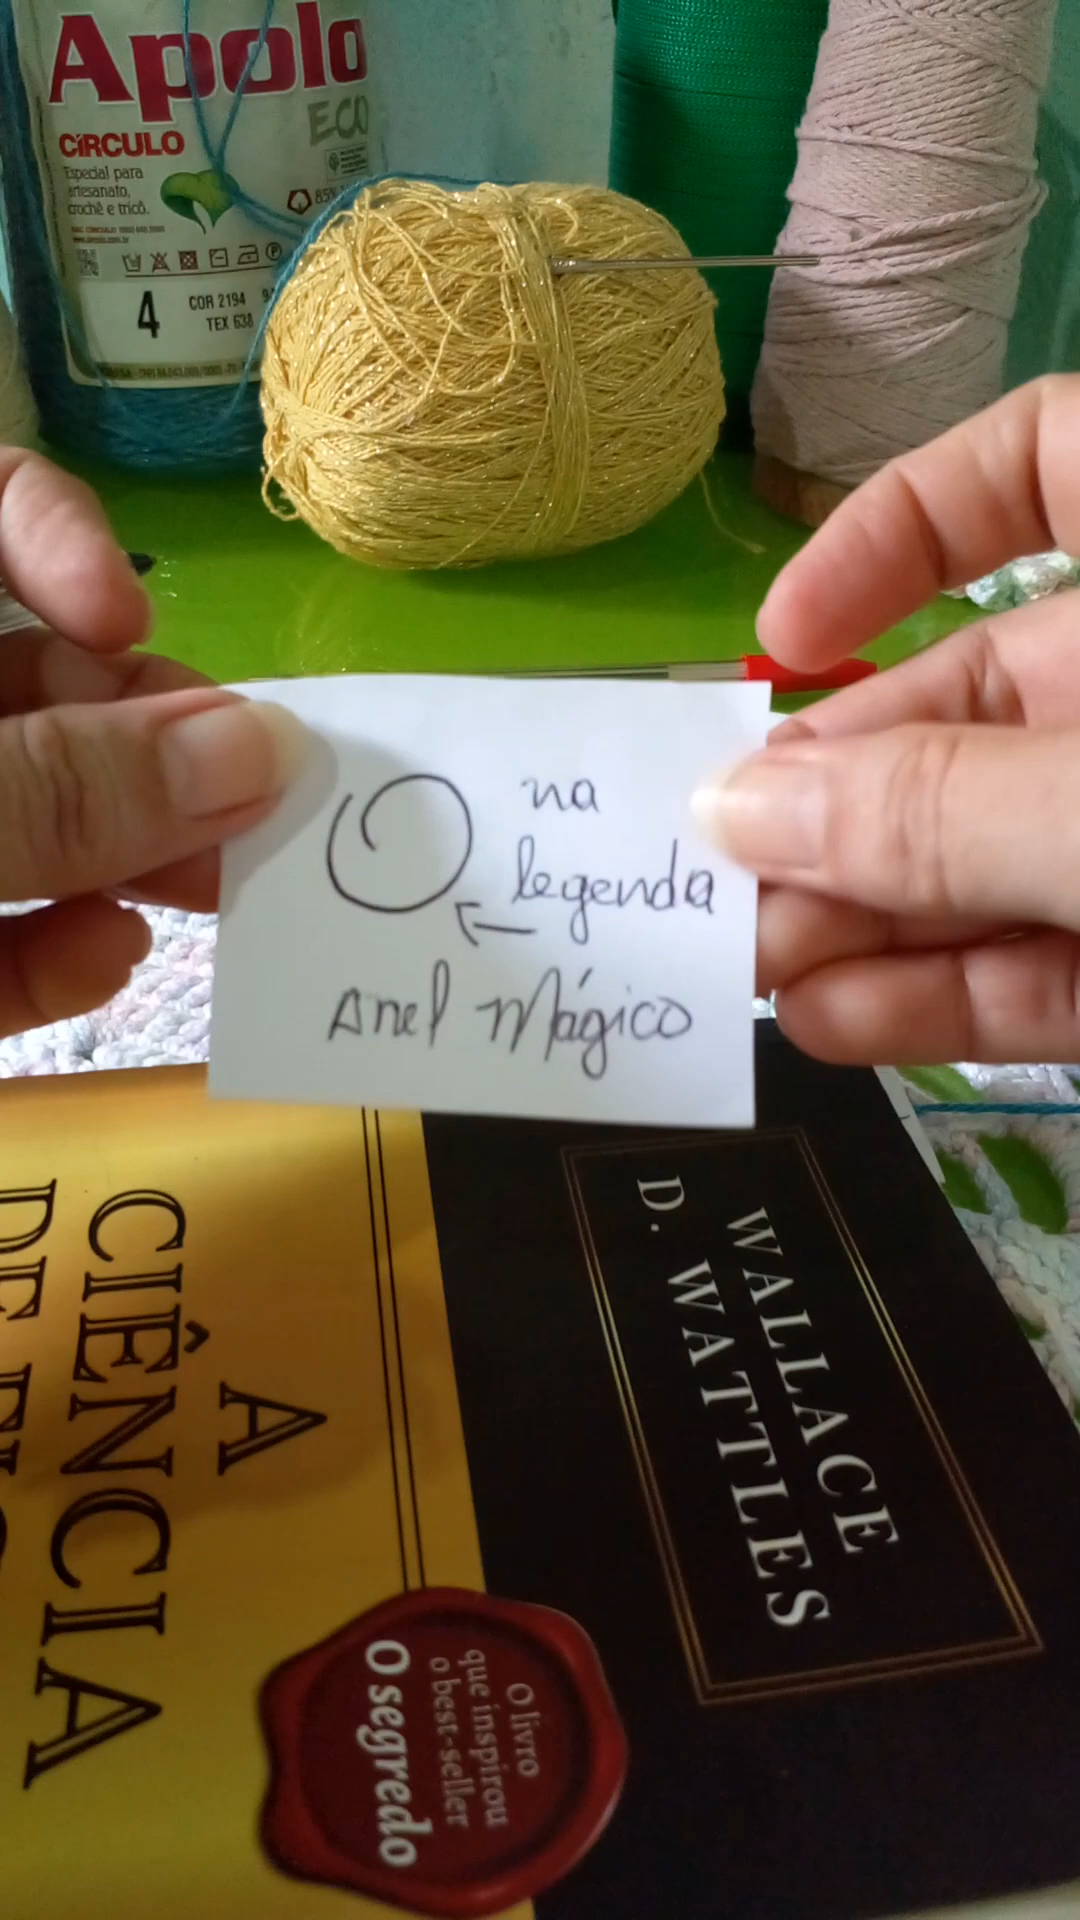 Apolo
ECO
CÍRCULO
Especial para
artesanato,
crochê e tricô.
4
COR 2194
TEX 638
na
legenda
Anel Mágico
WALLACE
D. WATTLES
A
CIÊNCIA
O livro
que inspirou
o best-seller
O segredo